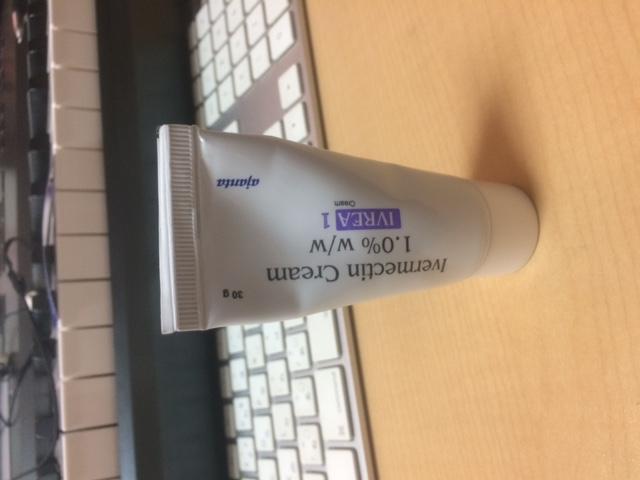 Ivermectin Cream
1.0% w/w
IVREA 1
Cream
ajanta
30 g